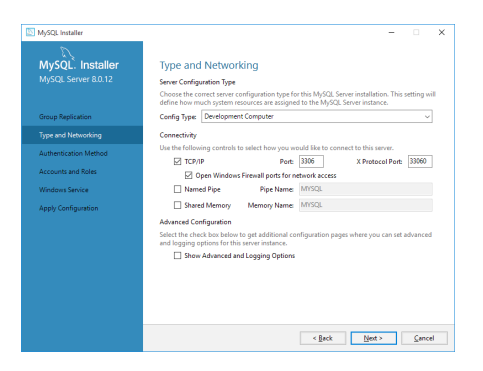 MySQL Installer
MySQL. Installer
MySQL Server 8.0.12
Group Replication
Type and Networking
Authentication Method
Accounts and Roles
Windows Service
Apply Configuration
Type and Networking
Server Configuration Type
Choose the correct server configuration type for this MySQL Server installation. This setting will
define how much system resources are assigned to the MySQL Server instance.
Config Type: Development Computer
Connectivity
Use the following controls to select how you would like to connect to this server.
TCP/IP Port: 3306 X Protocol Port: 33060
Open Windows Firewall ports for network access
Named Pipe Pipe Name: MYSQL
Shared Memory Memory Name: MYSQL
Advanced Configuration
Select the check box below to get additional configuration pages where you can set advanced
and logging options for this server instance.
Show Advanced and Logging Options
< Back Next > Cancel